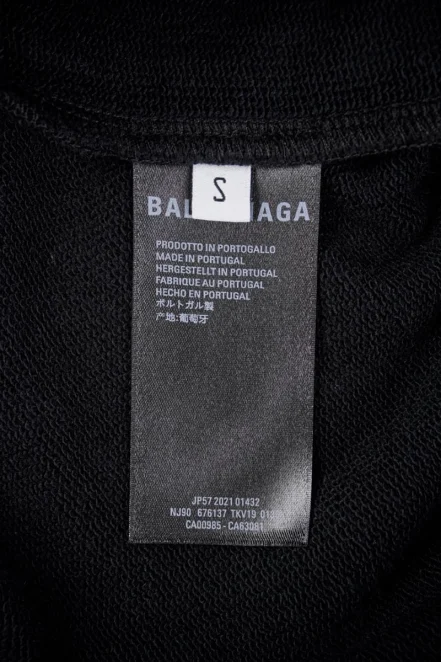 S
BAL NAGA
PRODOTTO IN PORTOGALLO
MADE IN PORTUGAL
HERGESTELLT IN PORTUGAL
FABRIQUE AU PORTUGAL
HECHO EN PORTUGAL
ポルトガル製
产地:葡萄牙
JP57 2021 01432
NJ90 676137 TKV19
CA00985 - CA63081